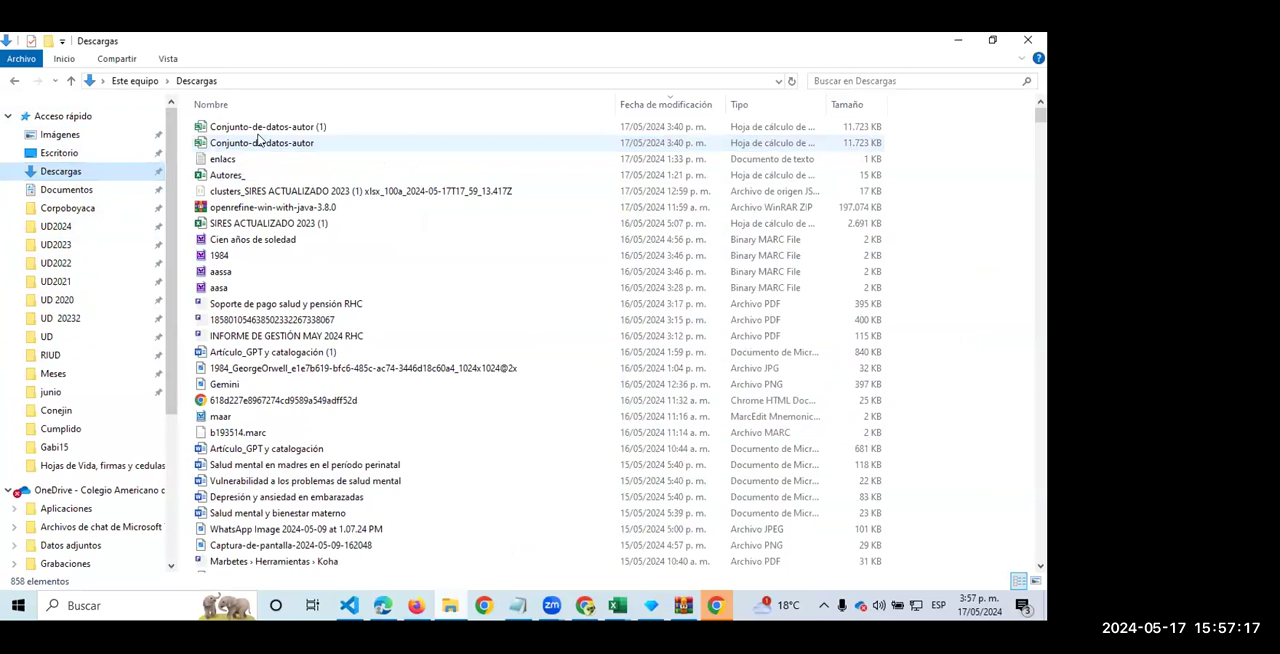 Descargas
Archivo Inicio Compartir Vista
Este equipo › Descargas Buscar en Descargas
Nombre Fecha de modificación Tipo Tamaño
Acceso rápido
Imágenes
Escritorio
Descargas
Documentos
Corpoboyaca
UD2024
UD2023
UD2022
UD2021
UD 2020
UD 20232
UD
RIUD
Meses
junio
Conejin
Cumplido
Gabi15
Hojas de Vida, firmas y cedulas
OneDrive - Colegio Americano d
Aplicaciones
Archivos de chat de Microsoft
Datos adjuntos
Grabaciones
Conjunto-de-datos-autor (1) 17/05/2024 3:40 p. m. Hoja de cálculo de ... 11.723 KB
Conjunto-de-datos-autor 17/05/2024 3:40 p. m. Hoja de cálculo de ... 11.723 KB
enlacs 17/05/2024 1:33 p. m. Documento de texto 1 KB
Autores_ 17/05/2024 1:21 p. m. Hoja de cálculo de ... 15 KB
clusters_SIRES ACTUALIZADO 2023 (1) xlsx_100a_2024-05-17T17_59_13.417Z 17/05/2024 12:59 p. m. Archivo de origen JS... 17 KB
openrefine-win-with-java-3.8.0 17/05/2024 11:59 a. m. Archivo WinRAR ZIP 197.074 KB
SIRES ACTUALIZADO 2023 (1) 16/05/2024 5:07 p. m. Hoja de cálculo de ... 2.691 KB
Cien años de soledad 16/05/2024 4:56 p. m. Binary MARC File 2 KB
1984 16/05/2024 3:46 p. m. Binary MARC File 2 KB
aassa 16/05/2024 3:46 p. m. Binary MARC File 2 KB
aasa 16/05/2024 3:28 p. m. Binary MARC File 2 KB
Soporte de pago salud y pensión RHC 16/05/2024 3:17 p. m. Archivo PDF 395 KB
18580105463850233226733​8067 16/05/2024 3:15 p. m. Archivo PDF 400 KB
INFORME DE GESTIÓN MAY 2024 RHC 16/05/2024 3:12 p. m. Archivo PDF 115 KB
Artículo_GPT y catalogación (1) 16/05/2024 1:59 p. m. Documento de Micr... 840 KB
1984_GeorgeOrwell_e1e7b619-bfc6-485c-ac74-3446d18c60a4_1024x1024@2x 16/05/2024 1:04 p. m. Archivo JPG 32 KB
Gemini 16/05/2024 12:36 p. m. Archivo PNG 397 KB
618d227e8967274cd9589a549adff52d 16/05/2024 11:32 a. m. Chrome HTML Doc... 25 KB
maar 16/05/2024 11:16 a. m. MarcEdit Mnemonic... 2 KB
b193514.marc 16/05/2024 11:14 a. m. Archivo MARC 2 KB
Artículo_GPT y catalogación 16/05/2024 10:44 a. m. Documento de Micr... 681 KB
Salud mental en madres en el período perinatal 15/05/2024 5:40 p. m. Documento de Micr... 118 KB
Vulnerabilidad a los problemas de salud mental 15/05/2024 5:40 p. m. Documento de Micr... 22 KB
Depresión y ansiedad en embarazadas 15/05/2024 5:40 p. m. Documento de Micr... 83 KB
Salud mental y bienestar materno 15/05/2024 5:39 p. m. Documento de Micr... 23 KB
WhatsApp Image 2024-05-09 at 1.07.24 PM 15/05/2024 5:00 p. m. Archivo JPEG 101 KB
Captura-de-pantalla-2024-05-09-162048 15/05/2024 4:57 p. m. Archivo PNG 29 KB
Marbetes › Herramientas › Koha 15/05/2024 10:40 a. m. Archivo PDF 31 KB
858 elementos
Buscar 18°C ESP 3:57 p. m.
17/05/2024
3
2024-05-17 15:57:17